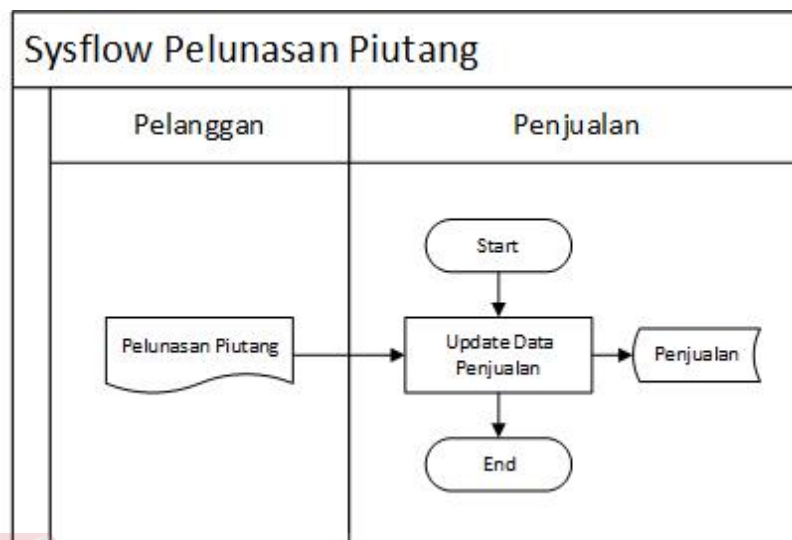 Sysflow Pelunasan Piutang
Pelanggan
Penjualan
Start
Pelunasan Piutang
Update Data
Penjualan
Penjualan
End